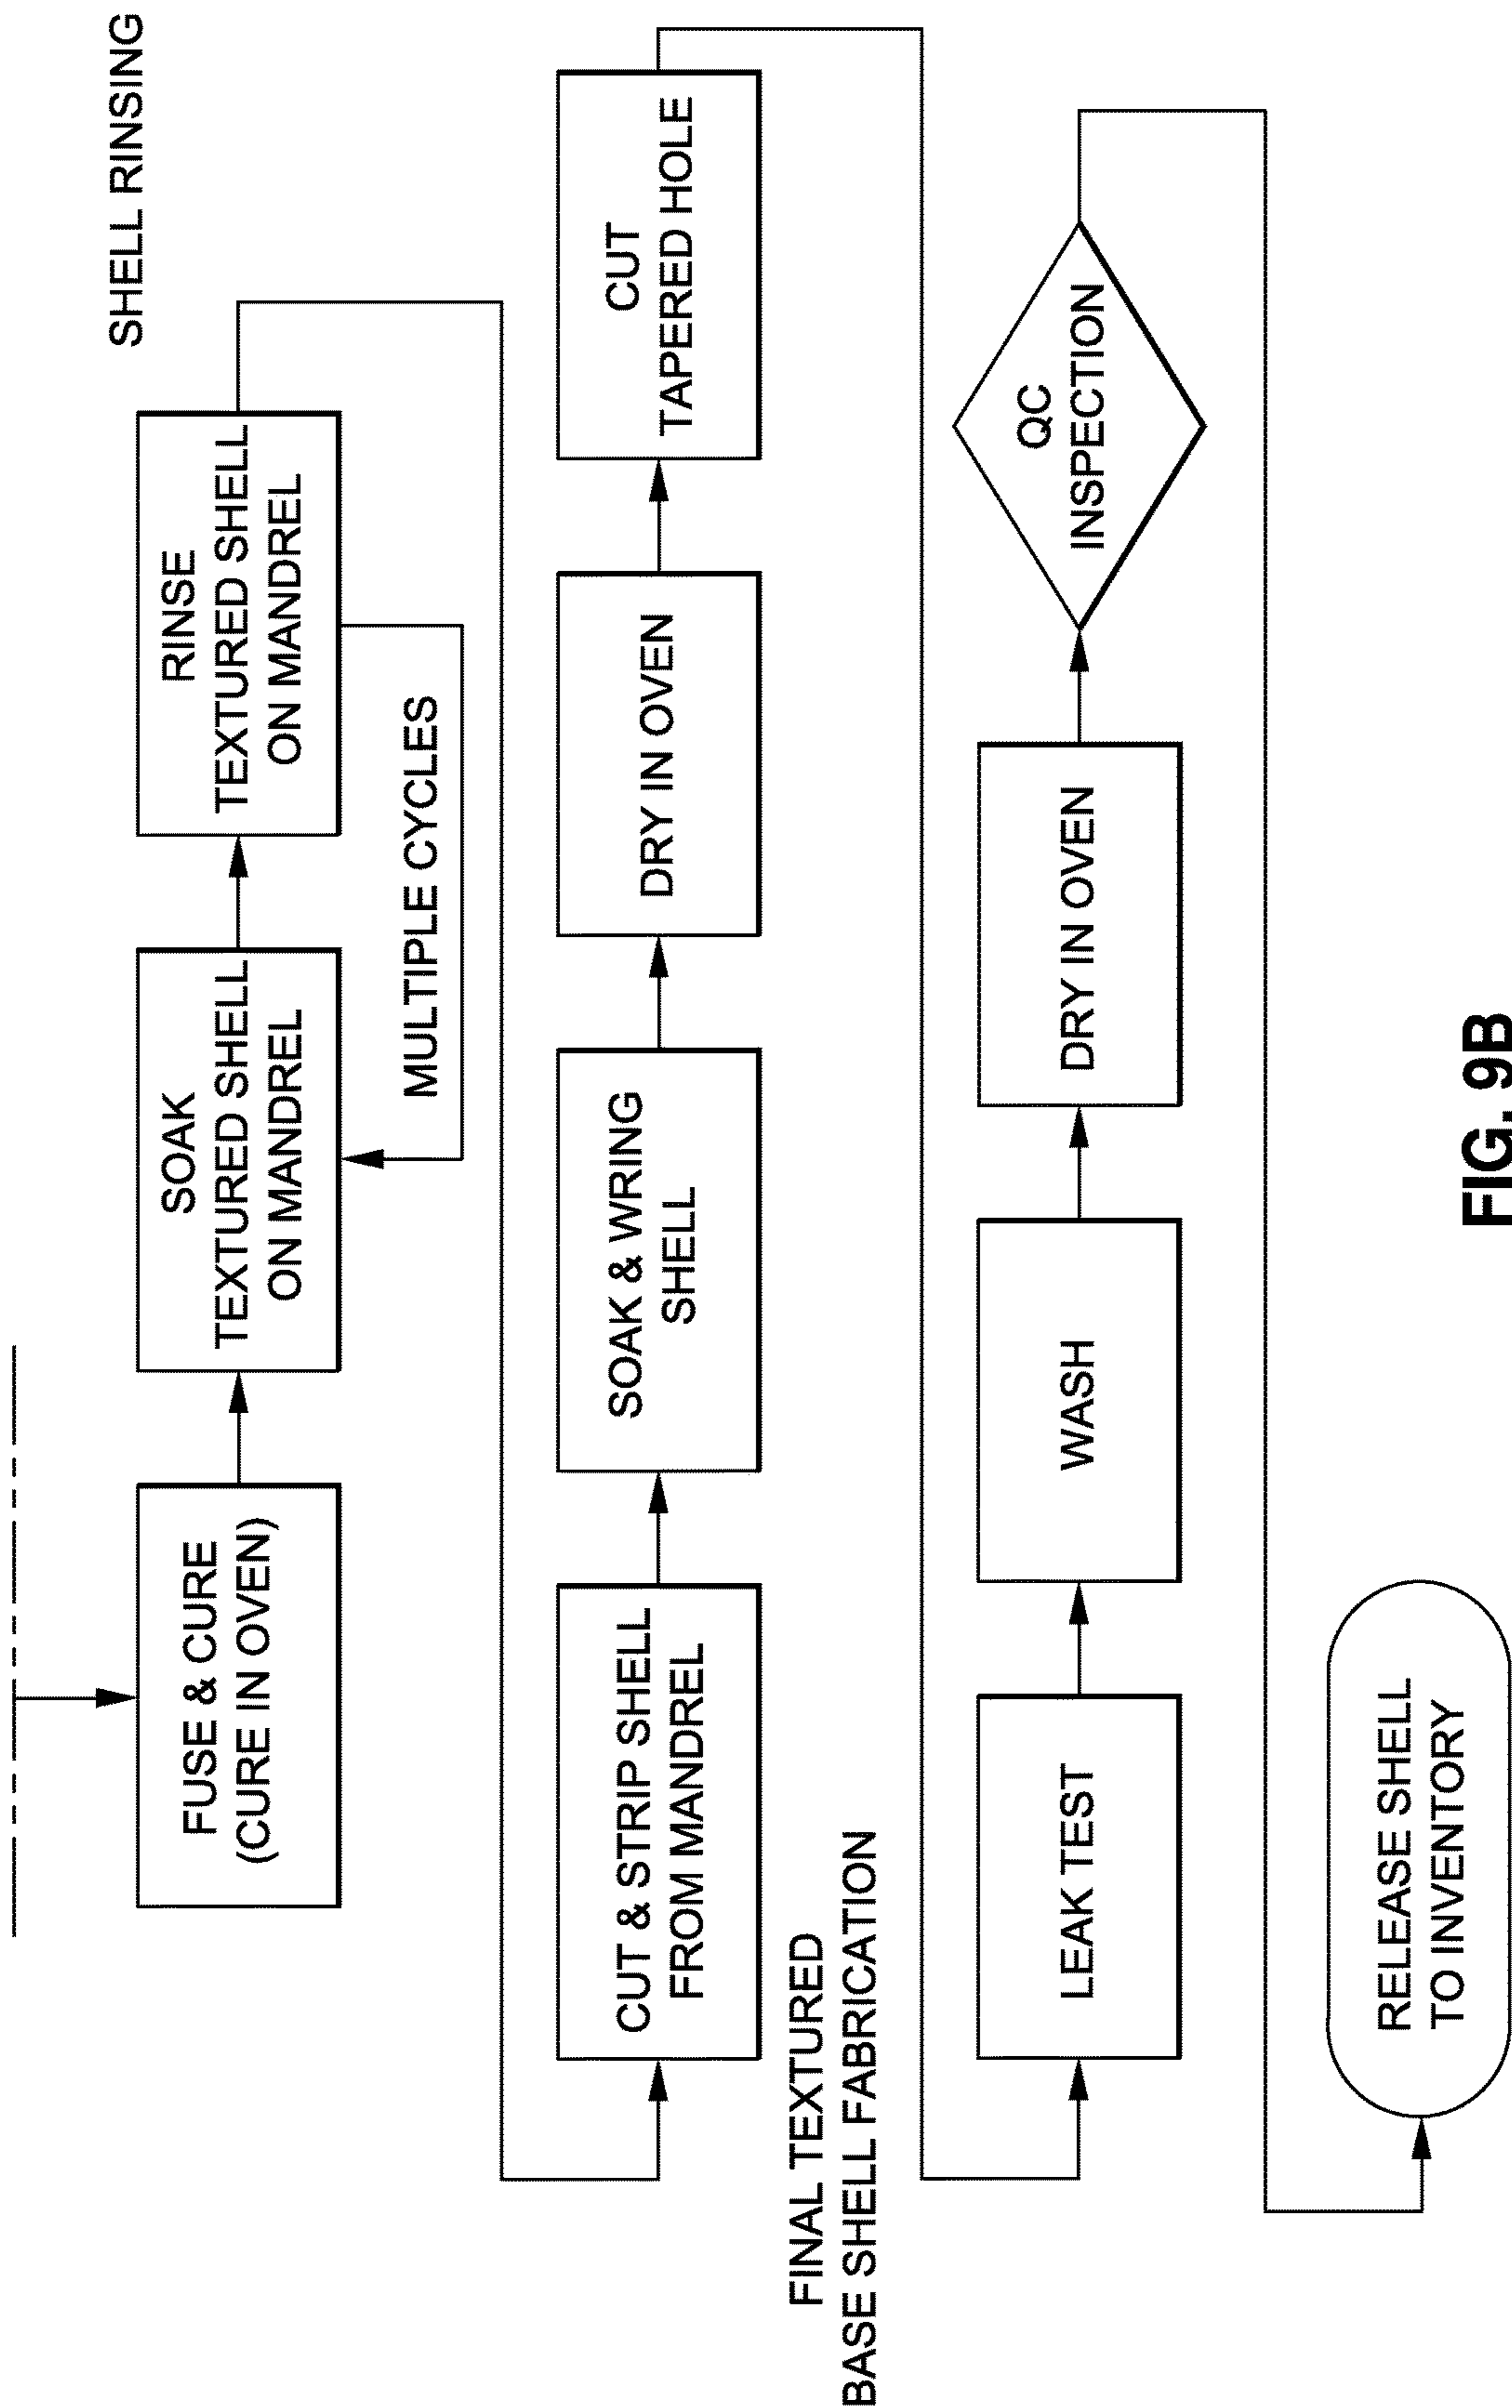 SHELL RINSING
FUSE & CURE
(CURE IN OVEN)
SOAK
TEXTURED SHELL
ON MANDREL
RINSE
TEXTURED SHELL
ON MANDREL
MULTIPLE CYCLES
CUT & STRIP SHELL
FROM MANDREL
SOAK & WRING
SHELL
DRY IN OVEN
CUT
TAPERED HOLE
FINAL TEXTURED
BASE SHELL FABRICATION
LEAK TEST
WASH
DRY IN OVEN
QC
INSPECTION
RELEASE SHELL
TO INVENTORY
FIG. 9B